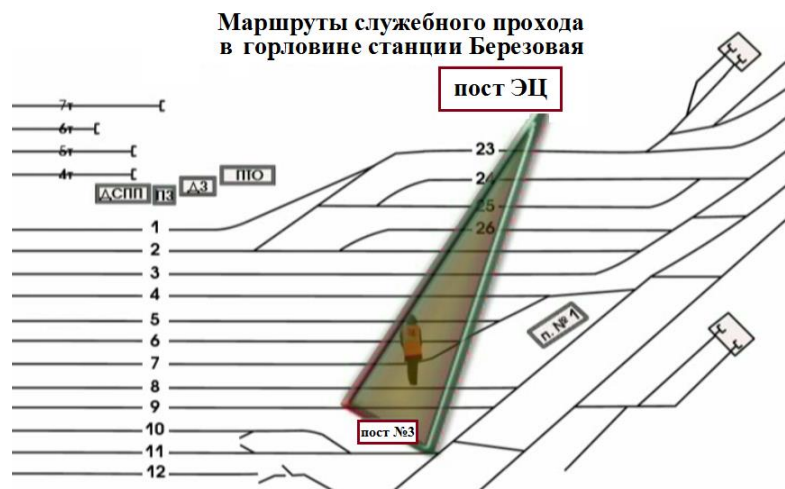 Маршруты служебного прохода
в горловине станции Березовая
пост ЭЦ
7т
6т
5т
4т
ПТО
ДЗ
ДСПП
ПЗ
23
24
25
26
1
2
3
4
5
6
7
8
9
10
11
12
п. № 1
пост №3